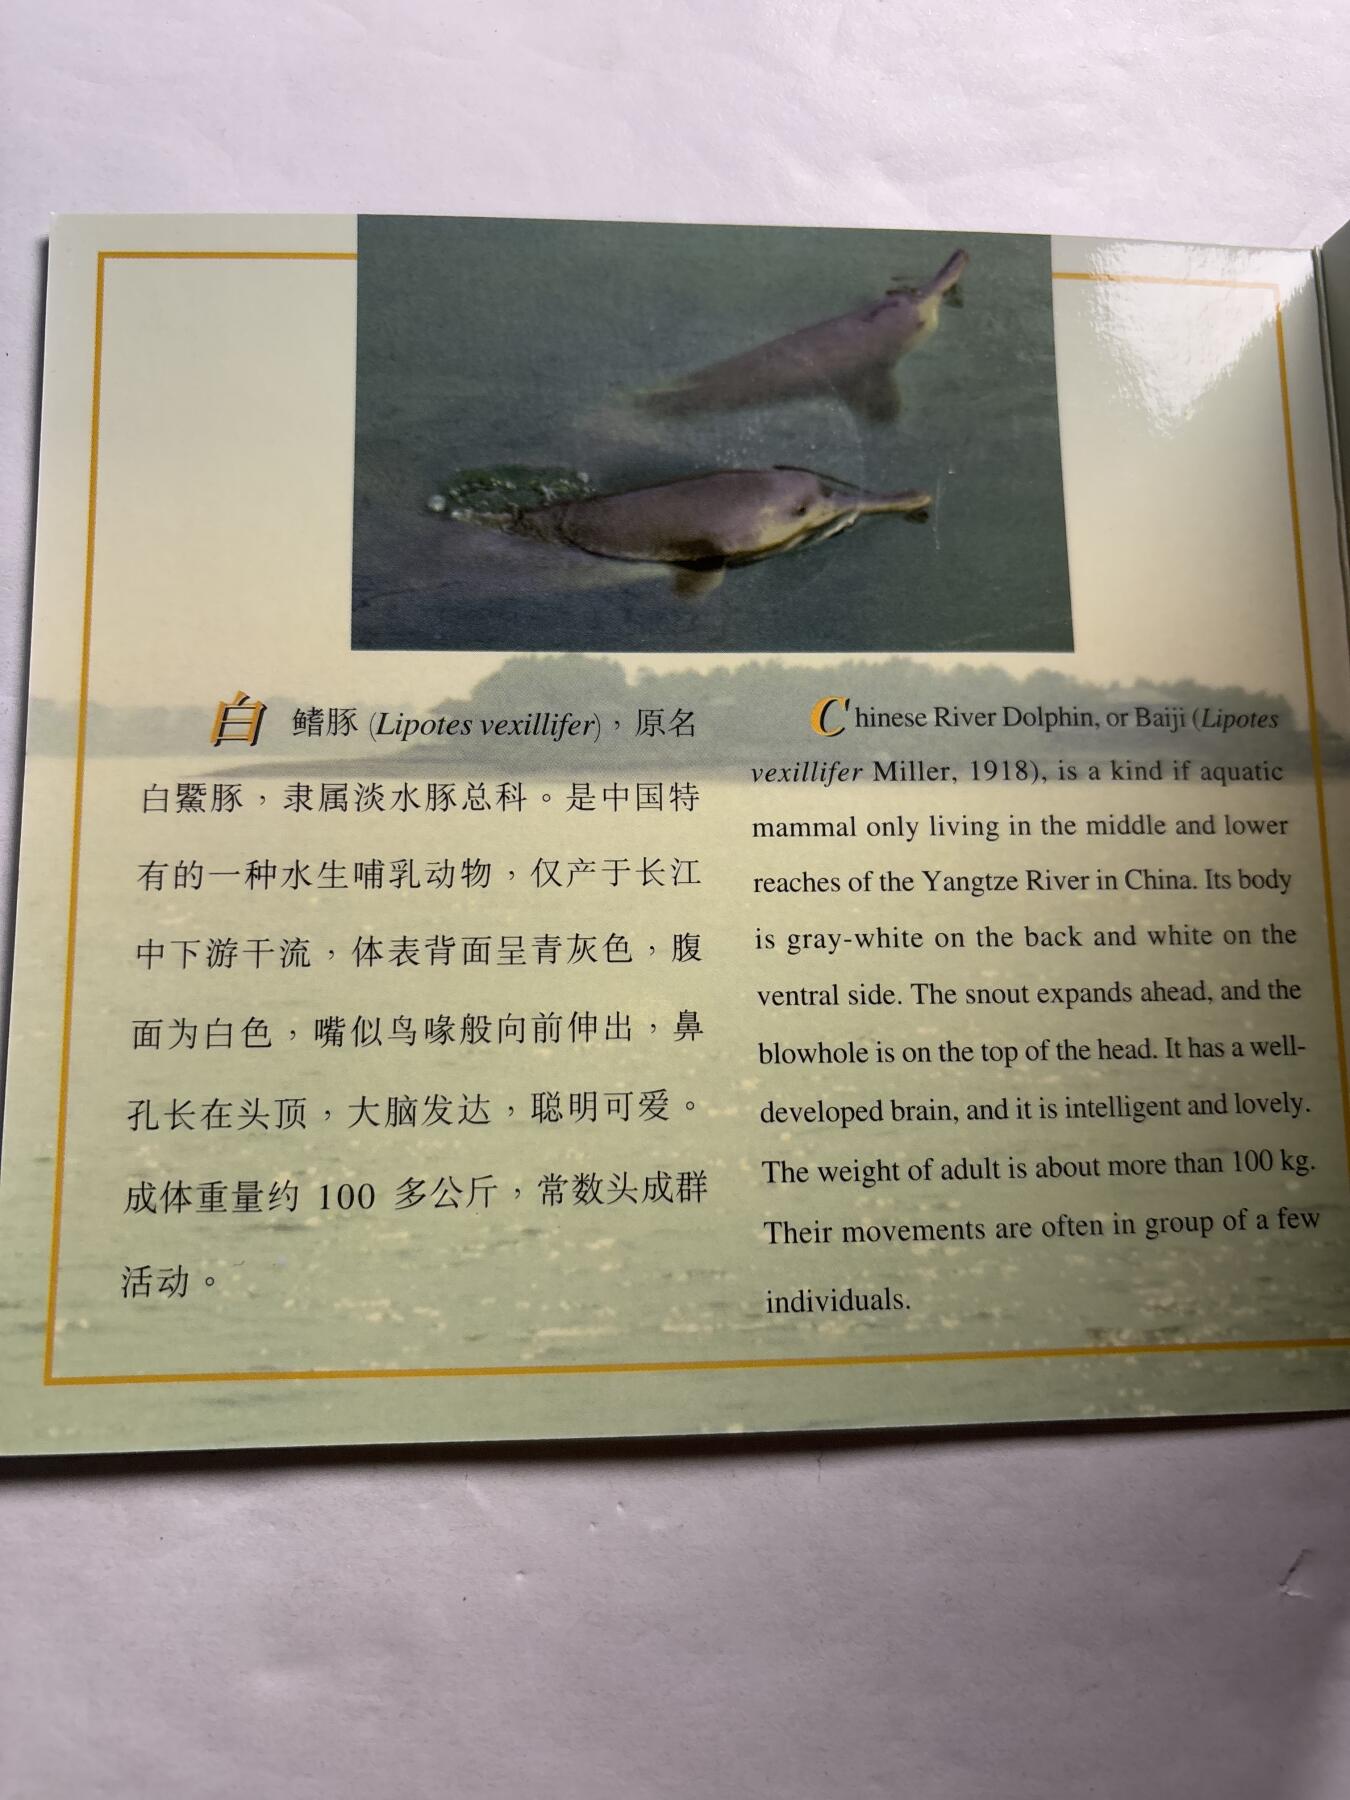 白 鳍豚 (Lipotes vexillifer)，原名
白鱀豚，隶属淡水豚总科。是中国特
有的一种水生哺乳动物，仅产于长江
中下游干流，体表背面呈青灰色，腹
面为白色，嘴似鸟喙般向前伸出，鼻
孔长在头顶，大脑发达，聪明可爱。
成体重量约 100 多公斤，常数头成群
活动。
Chinese River Dolphin, or Baiji (Lipotes
vexillifer Miller, 1918), is a kind if aquatic
mammal only living in the middle and lower
reaches of the Yangtze River in China. Its body
is gray-white on the back and white on the
ventral side. The snout expands ahead, and the
blowhole is on the top of the head. It has a well-
developed brain, and it is intelligent and lovely.
The weight of adult is about more than 100 kg.
Their movements are often in group of a few
individuals.